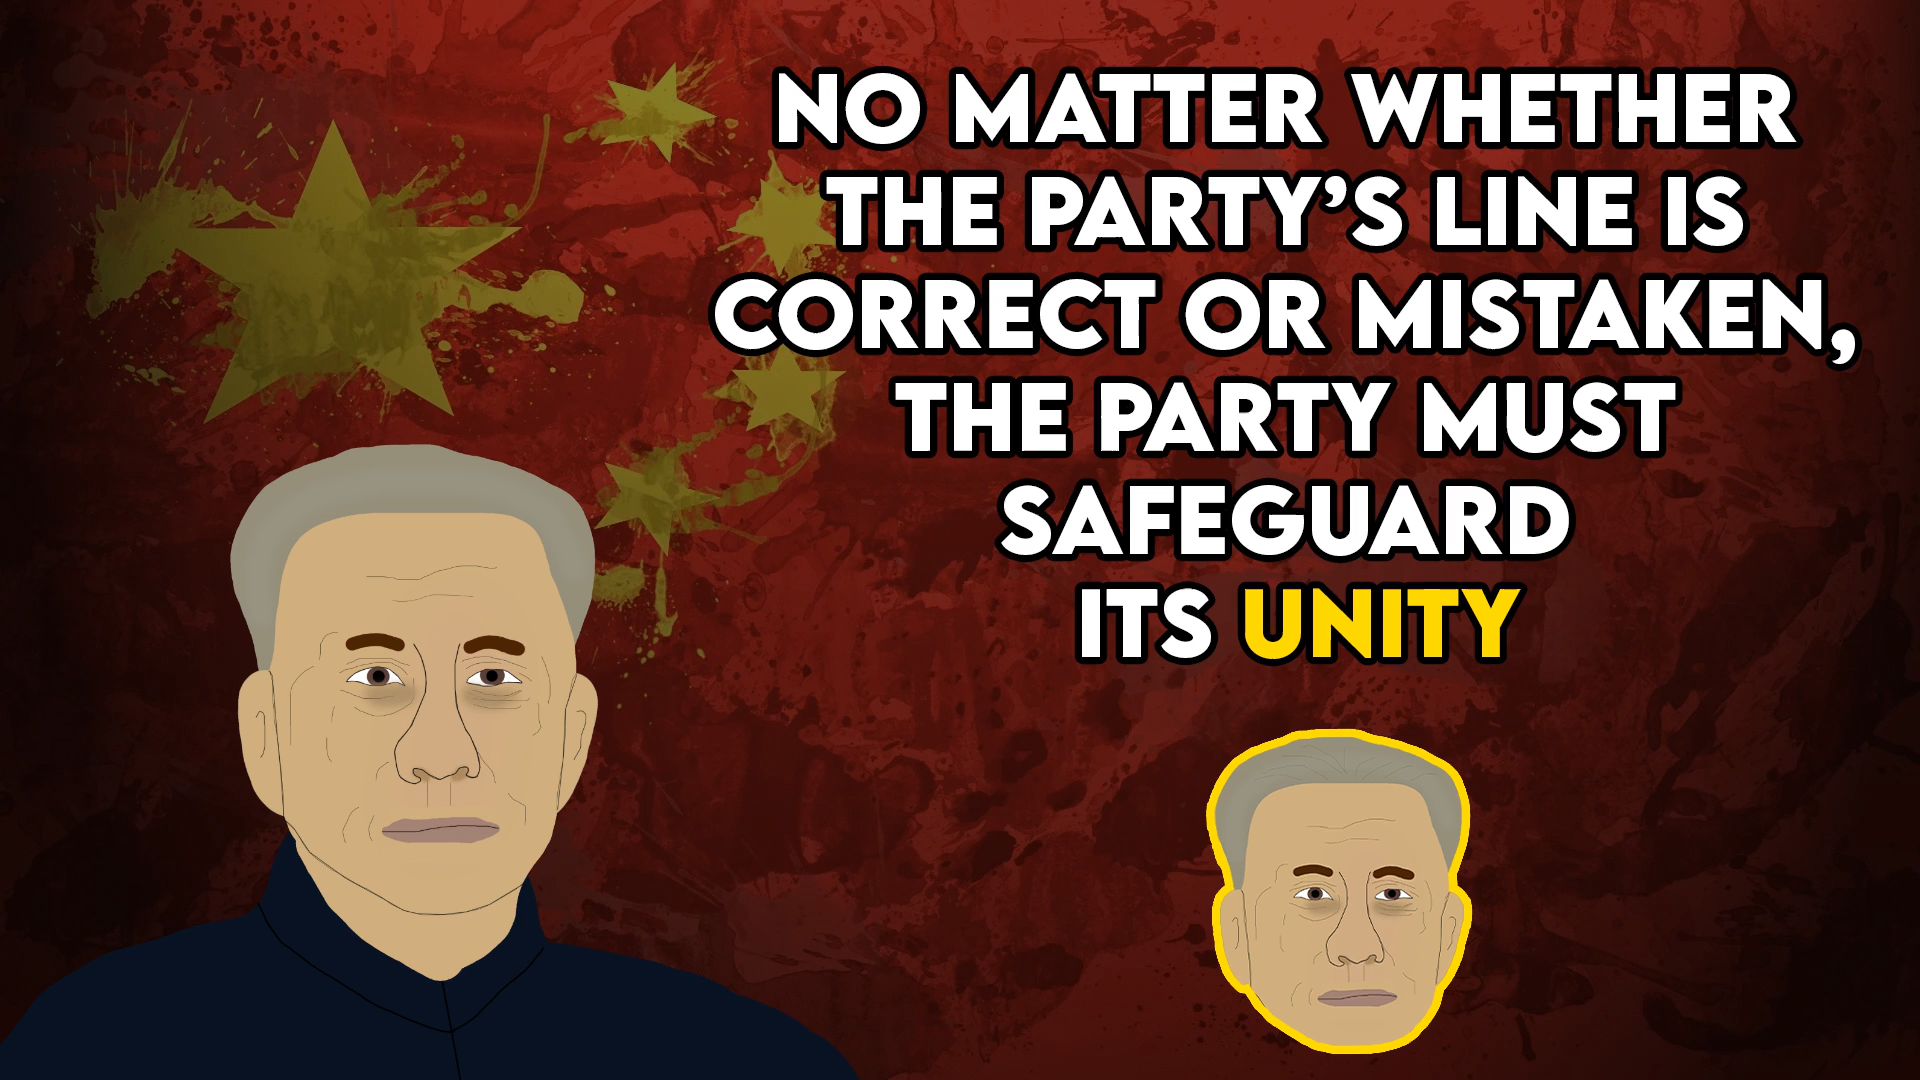 NO MATTER WHETHER
THE PARTY’S LINE IS
CORRECT OR MISTAKEN,
THE PARTY MUST
SAFEGUARD
ITS UNITY